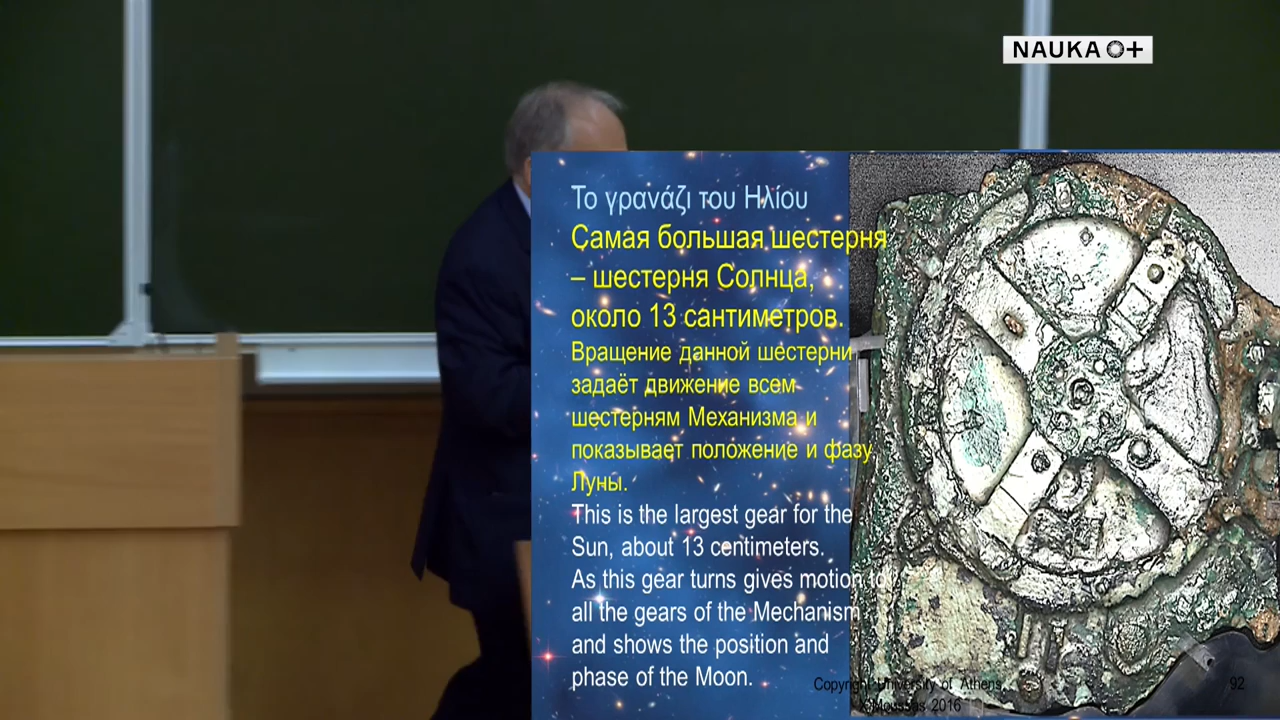 NAUKA O+
Το γρανάζι του Ηλίου
Самая большая шестерня
– шестерня Солнца,
около 13 сантиметров.
Вращение данной шестерни
задаёт движение всем
шестерням Механизма и
показывает положение и фазу
Луны.
This is the largest gear for the
Sun, about 13 centimeters.
As this gear turns gives motion to
all the gears of the Mechanism
and shows the position and
phase of the Moon.
Copyright University of Athens,
©Moussas 2016
92